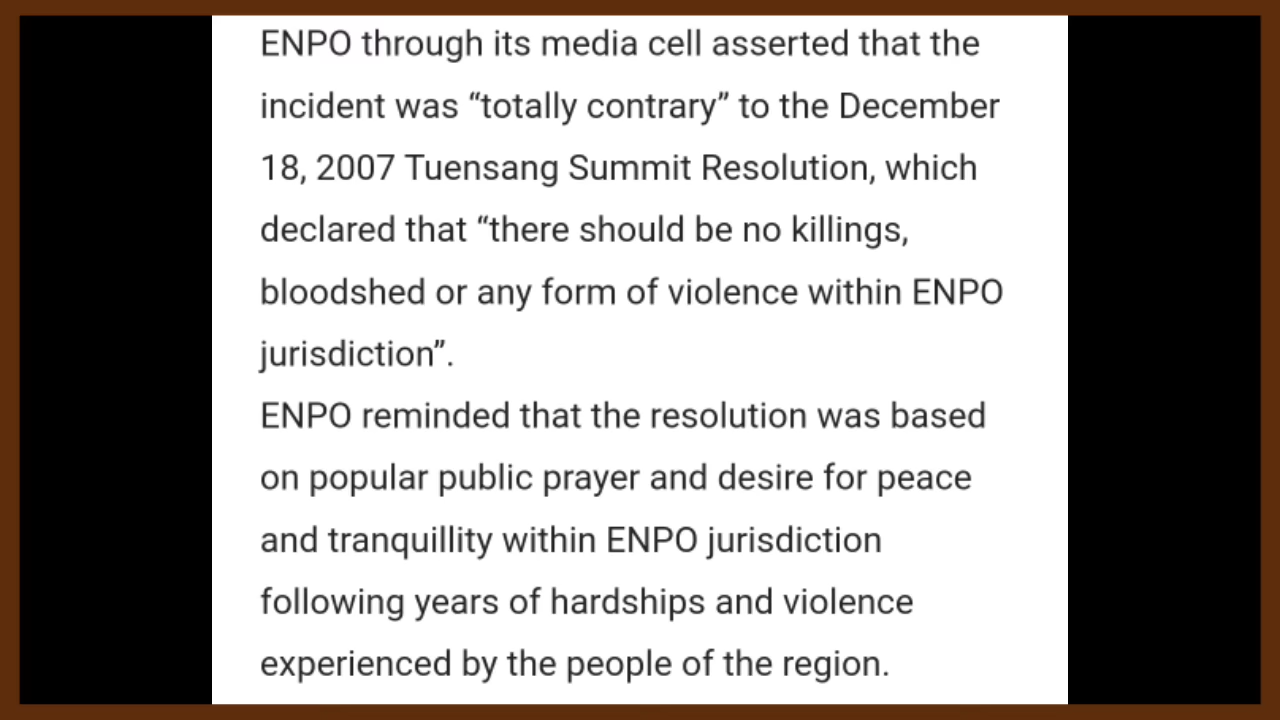 ENPO through its media cell asserted that the
incident was “totally contrary” to the December
18, 2007 Tuensang Summit Resolution, which
declared that “there should be no killings,
bloodshed or any form of violence within ENPO
jurisdiction”.
ENPO reminded that the resolution was based
on popular public prayer and desire for peace
and tranquillity within ENPO jurisdiction
following years of hardships and violence
experienced by the people of the region.